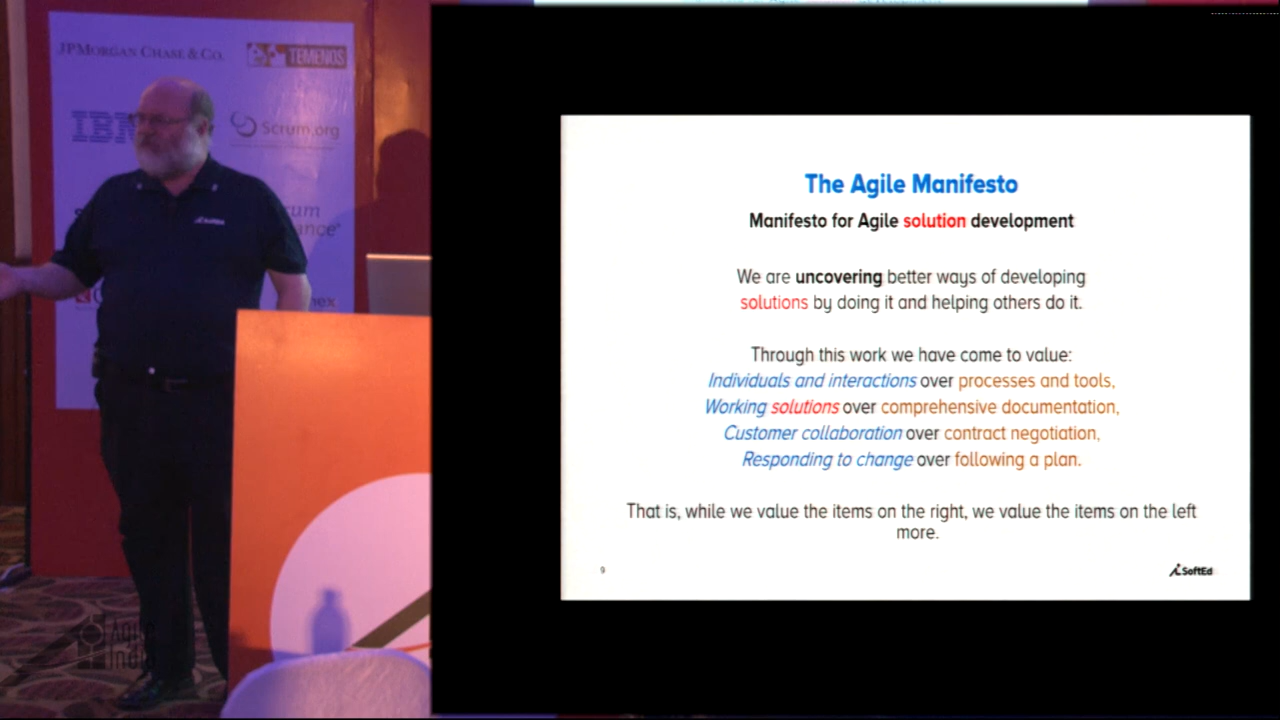 JPMORGAN CHASE & CO.
TEMENOS
IBM
Scrum.org
SoftEd
The Agile Manifesto
Manifesto for Agile solution development
We are uncovering better ways of developing
solutions by doing it and helping others do it.
Through this work we have come to value:
Individuals and interactions over processes and tools,
Working solutions over comprehensive documentation,
Customer collaboration over contract negotiation,
Responding to change over following a plan.
That is, while we value the items on the right, we value the items on the left
more.
9
SoftEd
Agile
India